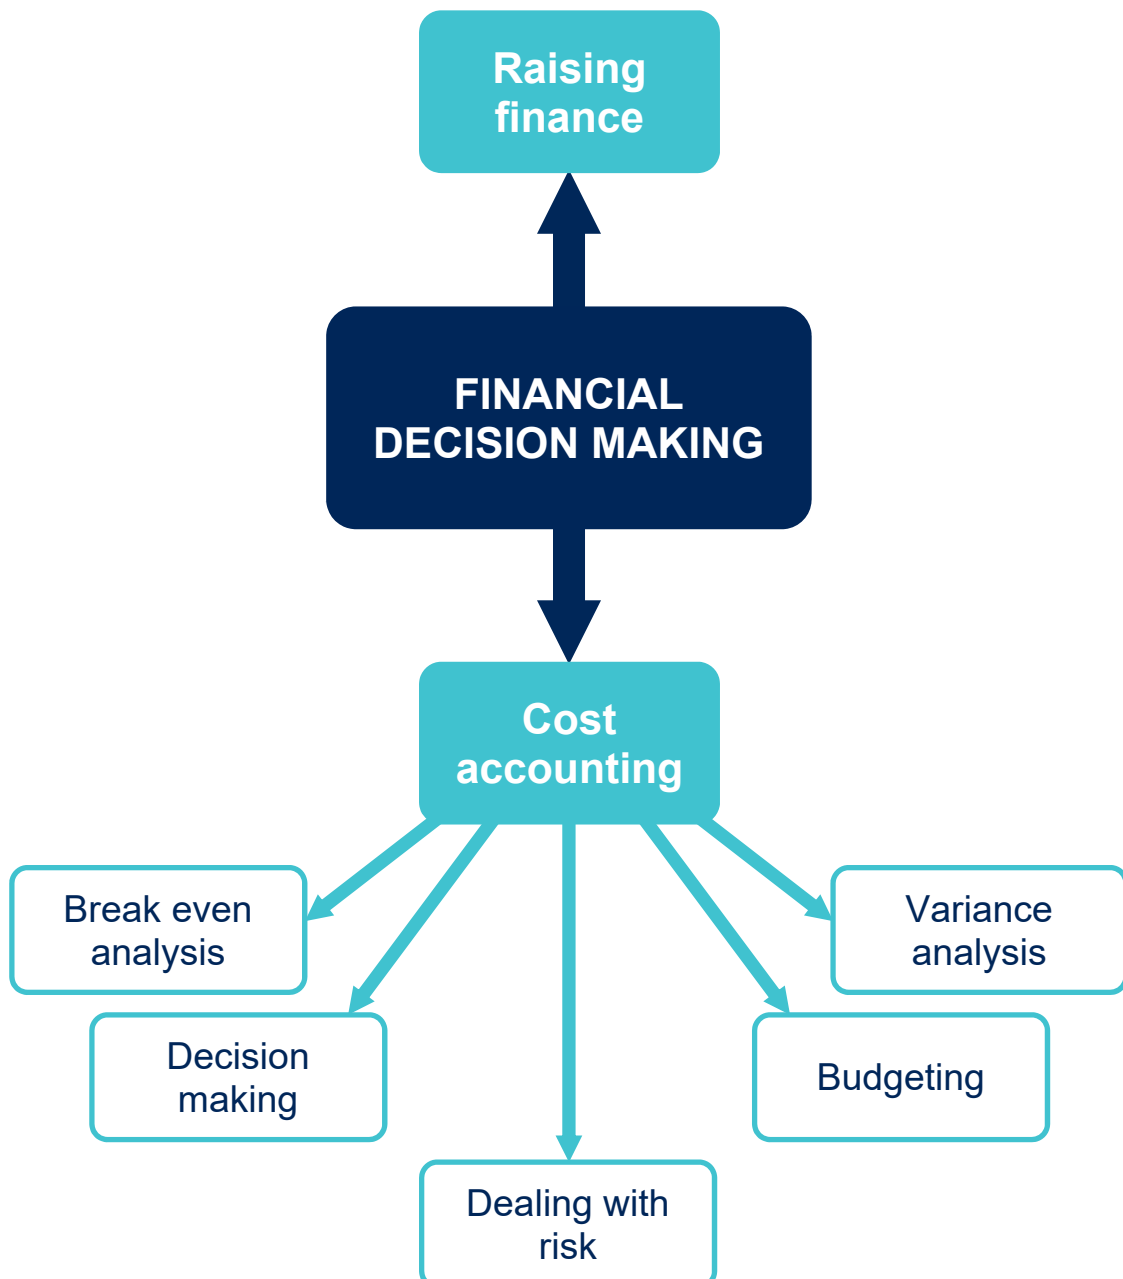 Raising
finance
FINANCIAL
DECISION MAKING
Cost
accounting
Break even
analysis
Variance
analysis
Decision
making
Budgeting
Dealing with
risk